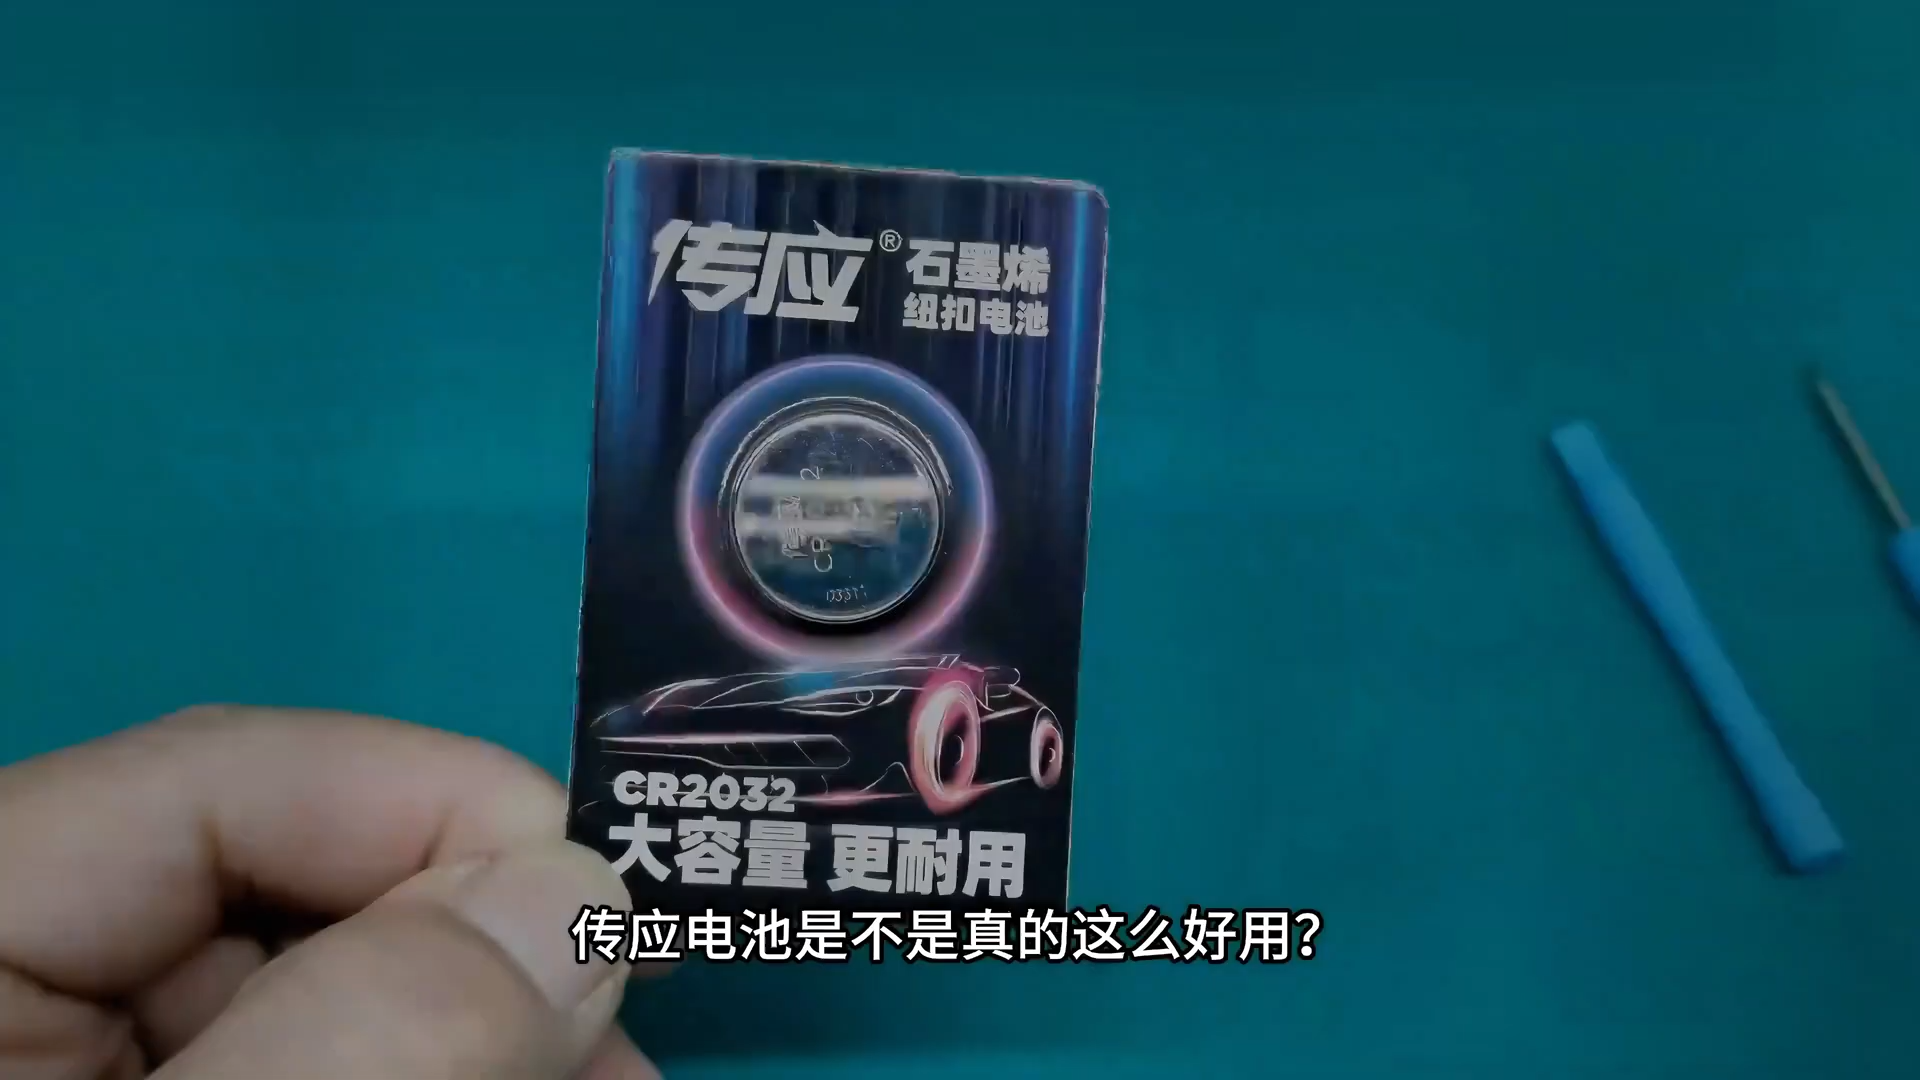 传应®
石墨烯
纽扣电池
CR2032
大容量 更耐用
传应电池是不是真的这么好用？